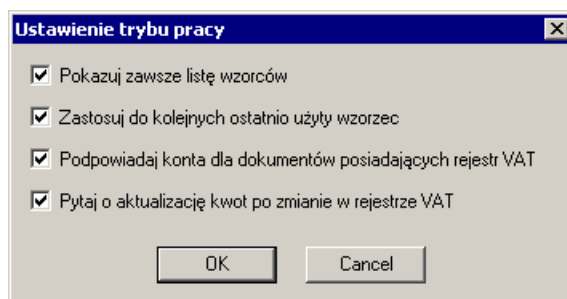 Ustawienie trybu pracy
Pokazuj zawsze listę wzorców
Zastosuj do kolejnych ostatnio użyty wzorzec
Podpowiadaj konta dla dokumentów posiadających rejestr VAT
Pytaj o aktualizację kwot po zmianie w rejestrze VAT
OK Cancel